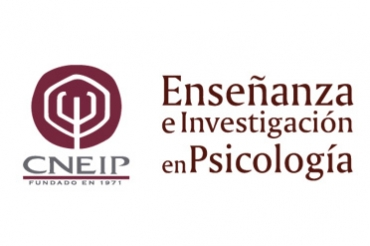 CNEIP
FUNDADO EN 1971
Enseñanza
e Investigación
en Psicología